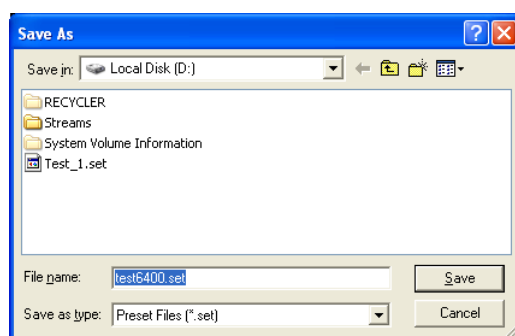 Save As
Save in: Local Disk (D:)
RECYCLER
Streams
System Volume Information
Test_1.set
File name: test6400.set Save
Save as type: Preset Files (*.set) Cancel